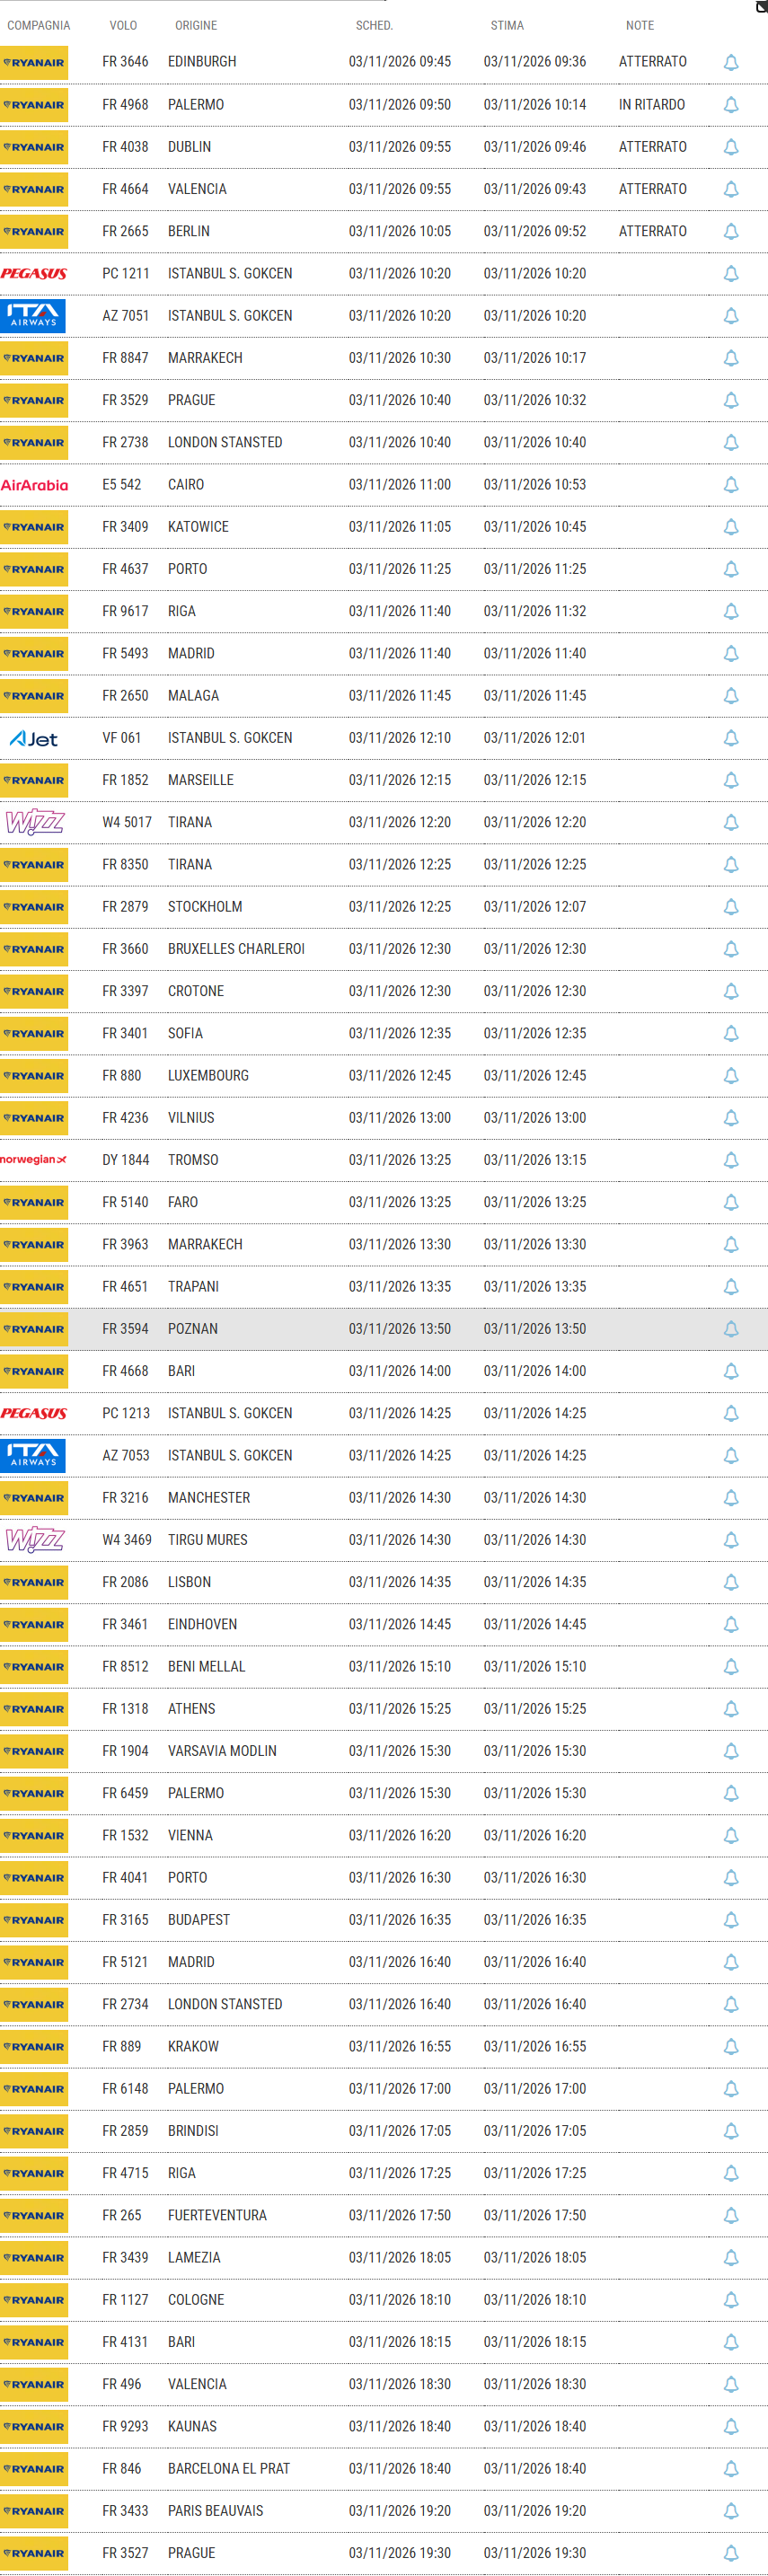 COMPAGNIA VOLO ORIGINE SCHED. STIMA NOTE
RYANAIR FR 3646 EDINBURGH 03/11/2026 09:45 03/11/2026 09:36 ATTERRATO
RYANAIR FR 4968 PALERMO 03/11/2026 09:50 03/11/2026 10:14 IN RITARDO
RYANAIR FR 4038 DUBLIN 03/11/2026 09:55 03/11/2026 09:46 ATTERRATO
RYANAIR FR 4664 VALENCIA 03/11/2026 09:55 03/11/2026 09:43 ATTERRATO
RYANAIR FR 2665 BERLIN 03/11/2026 10:05 03/11/2026 09:52 ATTERRATO
PEGASUS PC 1211 ISTANBUL S. GOKCEN 03/11/2026 10:20 03/11/2026 10:20
ITA AIRWAYS AZ 7051 ISTANBUL S. GOKCEN 03/11/2026 10:20 03/11/2026 10:20
RYANAIR FR 8847 MARRAKECH 03/11/2026 10:30 03/11/2026 10:17
RYANAIR FR 3529 PRAGUE 03/11/2026 10:40 03/11/2026 10:32
RYANAIR FR 2738 LONDON STANSTED 03/11/2026 10:40 03/11/2026 10:40
AirArabia E5 542 CAIRO 03/11/2026 11:00 03/11/2026 10:53
RYANAIR FR 3409 KATOWICE 03/11/2026 11:05 03/11/2026 10:45
RYANAIR FR 4637 PORTO 03/11/2026 11:25 03/11/2026 11:25
RYANAIR FR 9617 RIGA 03/11/2026 11:40 03/11/2026 11:32
RYANAIR FR 5493 MADRID 03/11/2026 11:40 03/11/2026 11:40
RYANAIR FR 2650 MALAGA 03/11/2026 11:45 03/11/2026 11:45
AJet VF 061 ISTANBUL S. GOKCEN 03/11/2026 12:10 03/11/2026 12:01
RYANAIR FR 1852 MARSEILLE 03/11/2026 12:15 03/11/2026 12:15
Wizz W4 5017 TIRANA 03/11/2026 12:20 03/11/2026 12:20
RYANAIR FR 8350 TIRANA 03/11/2026 12:25 03/11/2026 12:25
RYANAIR FR 2879 STOCKHOLM 03/11/2026 12:25 03/11/2026 12:07
RYANAIR FR 3660 BRUXELLES CHARLEROI 03/11/2026 12:30 03/11/2026 12:30
RYANAIR FR 3397 CROTONE 03/11/2026 12:30 03/11/2026 12:30
RYANAIR FR 3401 SOFIA 03/11/2026 12:35 03/11/2026 12:35
RYANAIR FR 880 LUXEMBOURG 03/11/2026 12:45 03/11/2026 12:45
RYANAIR FR 4236 VILNIUS 03/11/2026 13:00 03/11/2026 13:00
norwegian DY 1844 TROMSO 03/11/2026 13:25 03/11/2026 13:15
RYANAIR FR 5140 FARO 03/11/2026 13:25 03/11/2026 13:25
RYANAIR FR 3963 MARRAKECH 03/11/2026 13:30 03/11/2026 13:30
RYANAIR FR 4651 TRAPANI 03/11/2026 13:35 03/11/2026 13:35
RYANAIR FR 3594 POZNAN 03/11/2026 13:50 03/11/2026 13:50
RYANAIR FR 4668 BARI 03/11/2026 14:00 03/11/2026 14:00
PEGASUS PC 1213 ISTANBUL S. GOKCEN 03/11/2026 14:25 03/11/2026 14:25
ITA AIRWAYS AZ 7053 ISTANBUL S. GOKCEN 03/11/2026 14:25 03/11/2026 14:25
RYANAIR FR 3216 MANCHESTER 03/11/2026 14:30 03/11/2026 14:30
Wizz W4 3469 TIRGU MURES 03/11/2026 14:30 03/11/2026 14:30
RYANAIR FR 2086 LISBON 03/11/2026 14:35 03/11/2026 14:35
RYANAIR FR 3461 EINDHOVEN 03/11/2026 14:45 03/11/2026 14:45
RYANAIR FR 8512 BENI MELLAL 03/11/2026 15:10 03/11/2026 15:10
RYANAIR FR 1318 ATHENS 03/11/2026 15:25 03/11/2026 15:25
RYANAIR FR 1904 VARSAVIA MODLIN 03/11/2026 15:30 03/11/2026 15:30
RYANAIR FR 6459 PALERMO 03/11/2026 15:30 03/11/2026 15:30
RYANAIR FR 1532 VIENNA 03/11/2026 16:20 03/11/2026 16:20
RYANAIR FR 4041 PORTO 03/11/2026 16:30 03/11/2026 16:30
RYANAIR FR 3165 BUDAPEST 03/11/2026 16:35 03/11/2026 16:35
RYANAIR FR 5121 MADRID 03/11/2026 16:40 03/11/2026 16:40
RYANAIR FR 2734 LONDON STANSTED 03/11/2026 16:40 03/11/2026 16:40
RYANAIR FR 889 KRAKOW 03/11/2026 16:55 03/11/2026 16:55
RYANAIR FR 6148 PALERMO 03/11/2026 17:00 03/11/2026 17:00
RYANAIR FR 2859 BRINDISI 03/11/2026 17:05 03/11/2026 17:05
RYANAIR FR 4715 RIGA 03/11/2026 17:25 03/11/2026 17:25
RYANAIR FR 265 FUERTEVENTURA 03/11/2026 17:50 03/11/2026 17:50
RYANAIR FR 3439 LAMEZIA 03/11/2026 18:05 03/11/2026 18:05
RYANAIR FR 1127 COLOGNE 03/11/2026 18:10 03/11/2026 18:10
RYANAIR FR 4131 BARI 03/11/2026 18:15 03/11/2026 18:15
RYANAIR FR 496 VALENCIA 03/11/2026 18:30 03/11/2026 18:30
RYANAIR FR 9293 KAUNAS 03/11/2026 18:40 03/11/2026 18:40
RYANAIR FR 846 BARCELONA EL PRAT 03/11/2026 18:40 03/11/2026 18:40
RYANAIR FR 3433 PARIS BEAUVAIS 03/11/2026 19:20 03/11/2026 19:20
RYANAIR FR 3527 PRAGUE 03/11/2026 19:30 03/11/2026 19:30